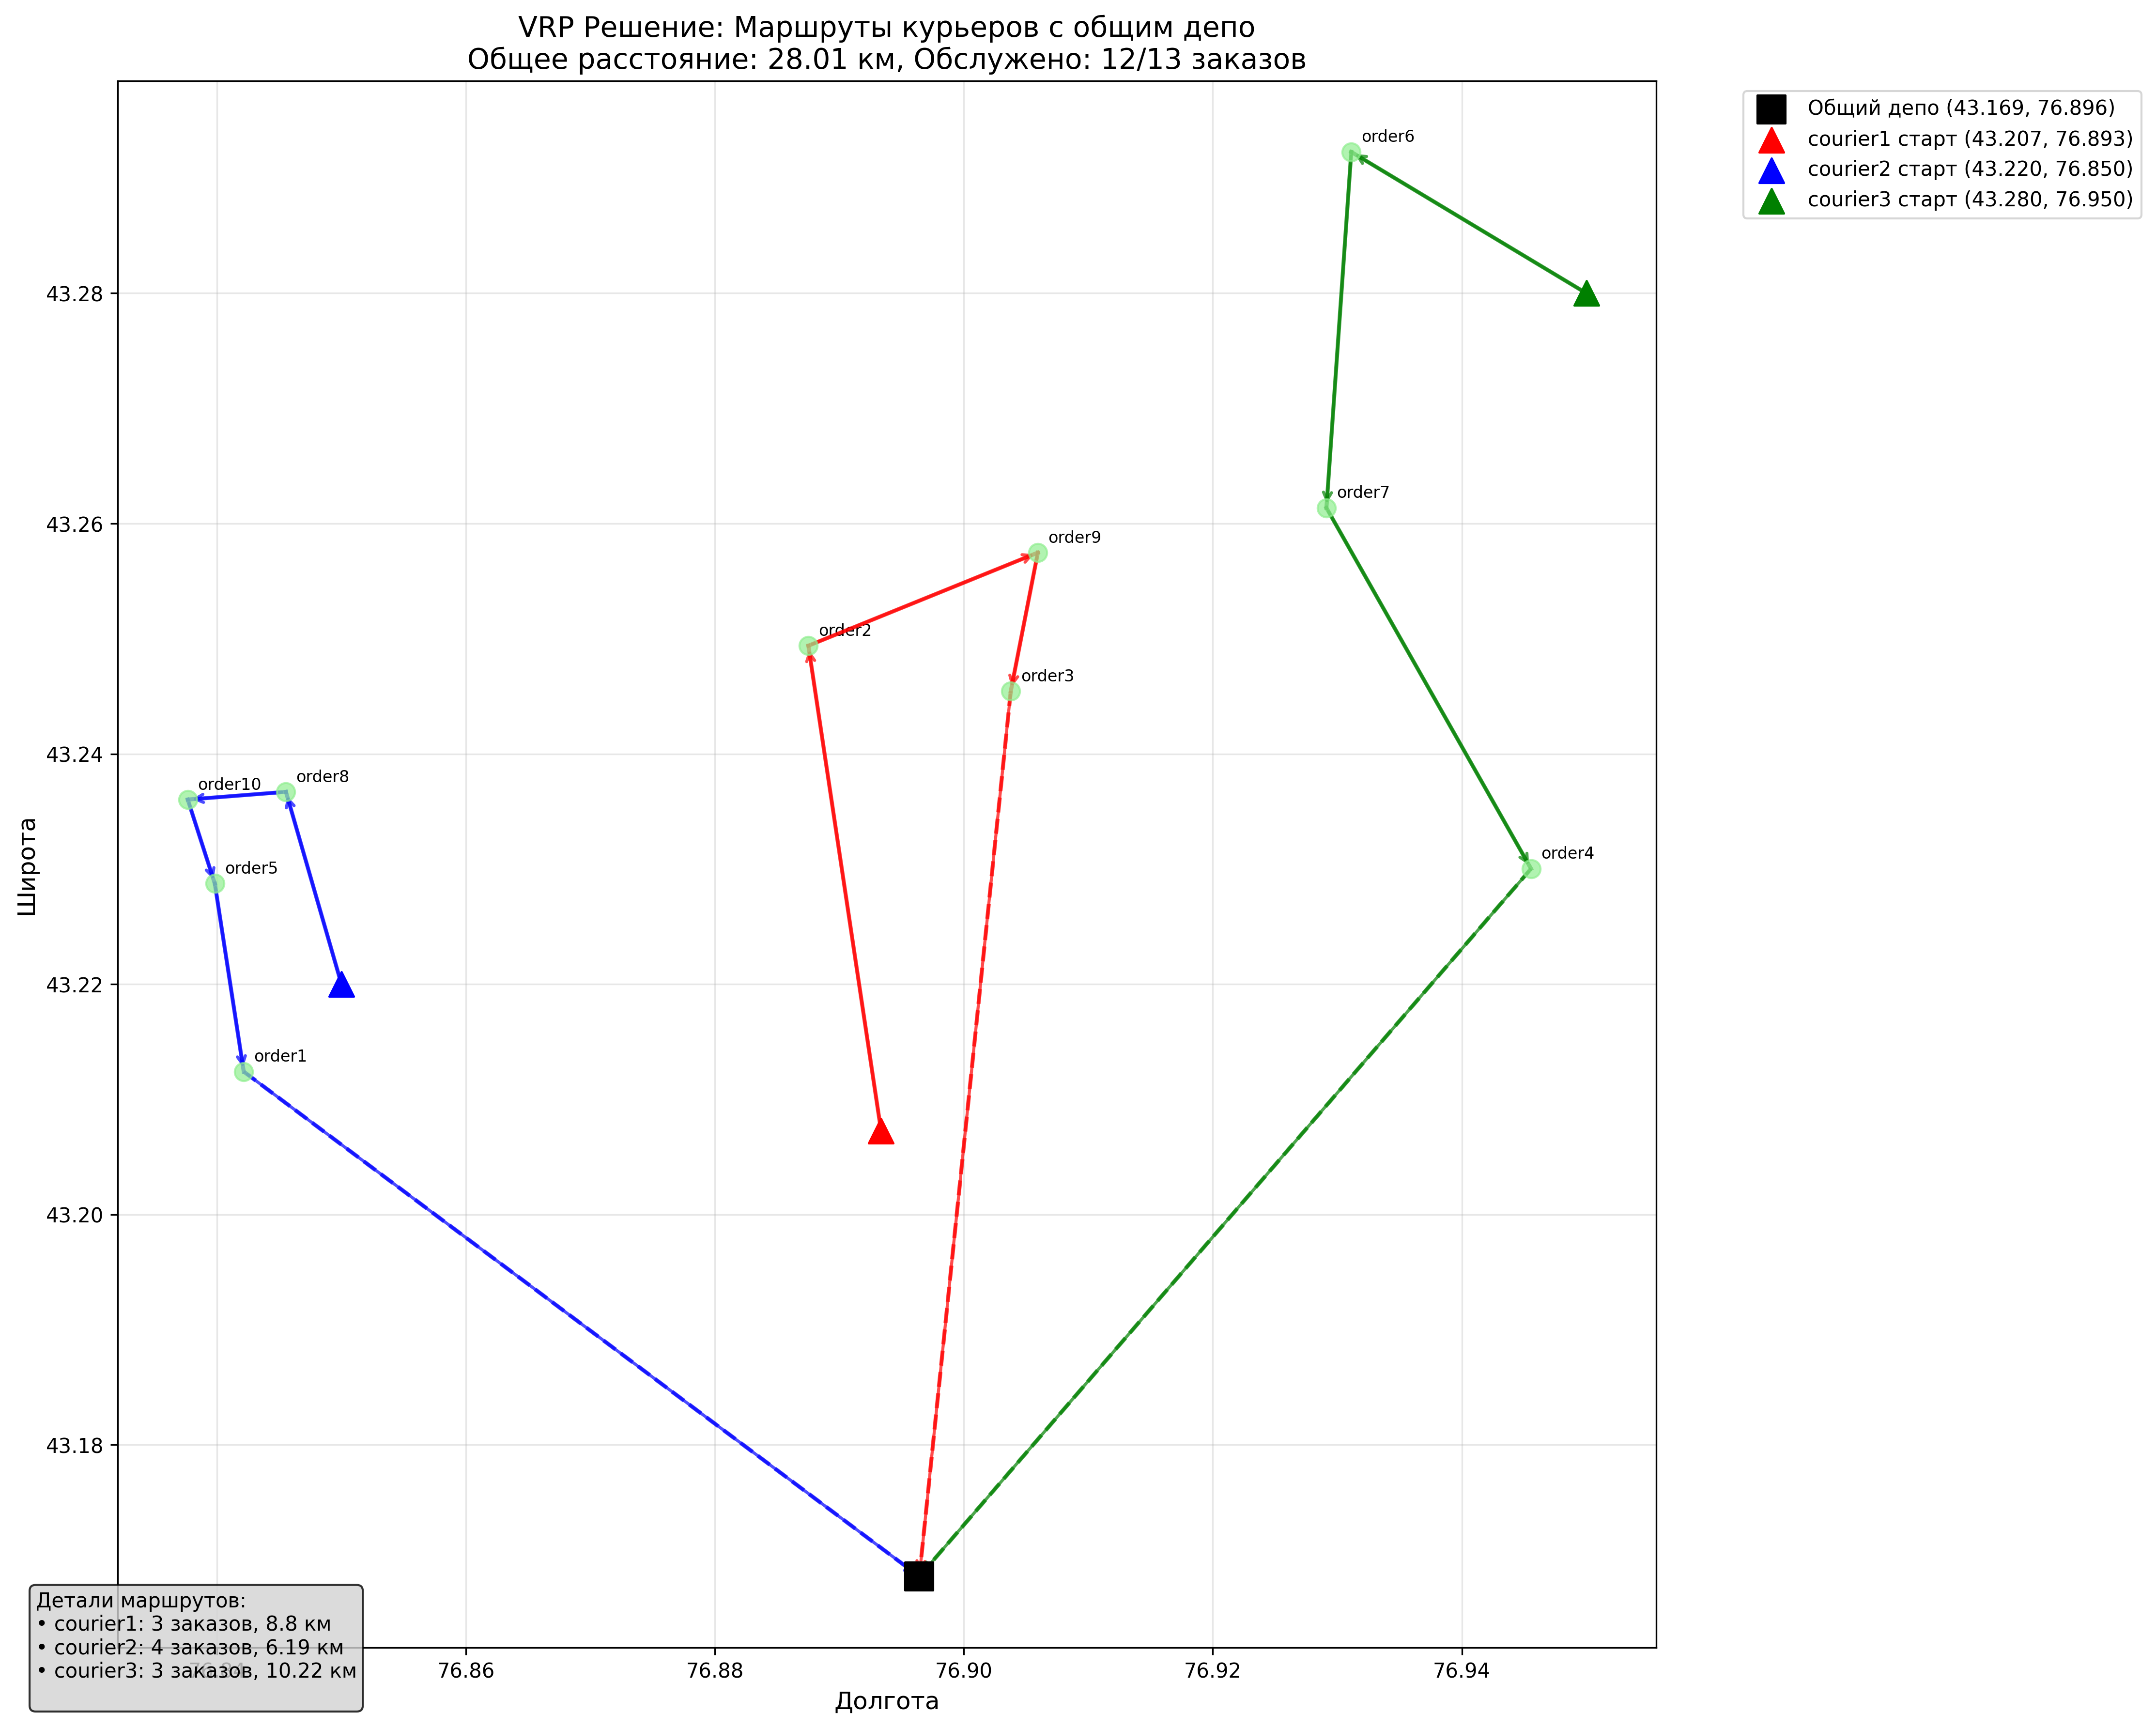 VRP Решение: Маршруты курьеров с общим депо
Общее расстояние: 28.01 км, Обслужено: 12/13 заказов
Общий депо (43.169, 76.896)
courier1 старт (43.207, 76.893)
courier2 старт (43.220, 76.850)
courier3 старт (43.280, 76.950)
order6
43.28
order7
43.26
order9
order2
order3
43.24
order8
order10
order5
order4
Широта
43.22
order1
43.20
43.18
Детали маршрутов:
• courier1: 3 заказов, 8.8 км
• courier2: 4 заказов, 6.19 км
• courier3: 3 заказов, 10.22 км
76.84
76.86
76.88
76.90
76.92
76.94
Долгота